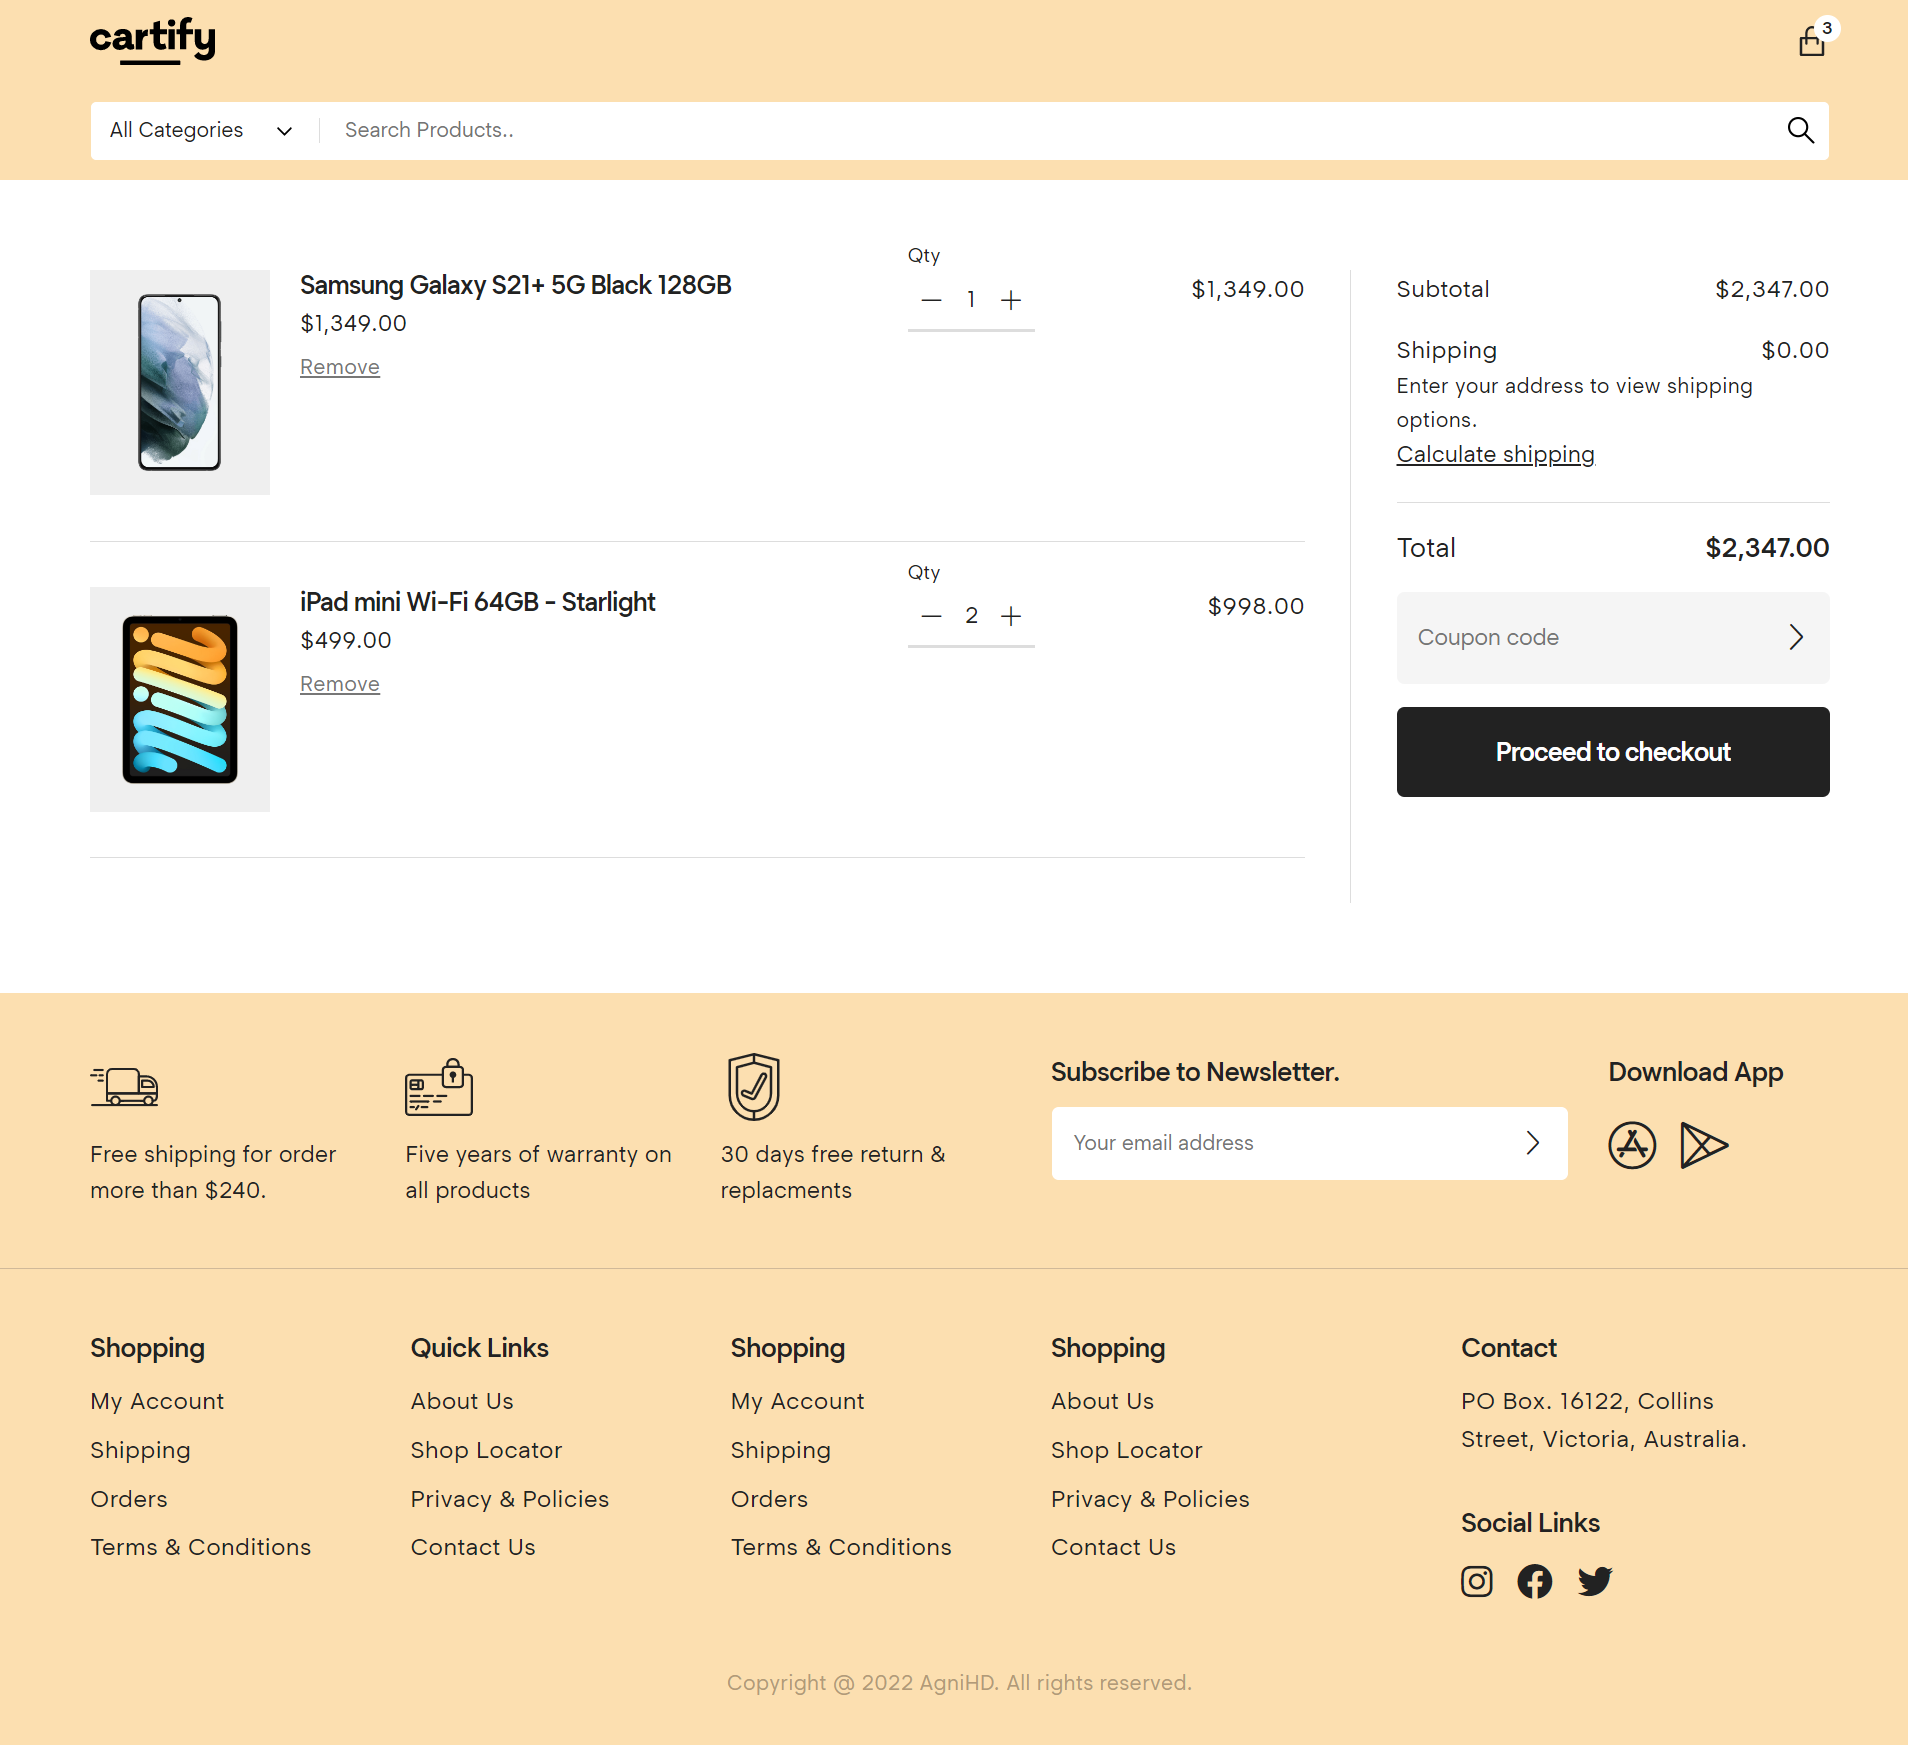 cartify
3
All Categories
Search Products..
Samsung Galaxy S21+ 5G Black 128GB
$1,349.00
Remove
Qty
1
$1,349.00
iPad mini Wi-Fi 64GB - Starlight
$499.00
Remove
Qty
2
$998.00
Subtotal $2,347.00
Shipping $0.00
Enter your address to view shipping
options.
Calculate shipping
Total $2,347.00
Coupon code
Proceed to checkout
Free shipping for order
more than $240.
Five years of warranty on
all products
30 days free return &
replacments
Subscribe to Newsletter.
Your email address
Download App
Shopping
My Account
Shipping
Orders
Terms & Conditions
Quick Links
About Us
Shop Locator
Privacy & Policies
Contact Us
Shopping
My Account
Shipping
Orders
Terms & Conditions
Shopping
About Us
Shop Locator
Privacy & Policies
Contact Us
Contact
PO Box. 16122, Collins
Street, Victoria, Australia.
Social Links
Copyright @ 2022 AgniHD. All rights reserved.